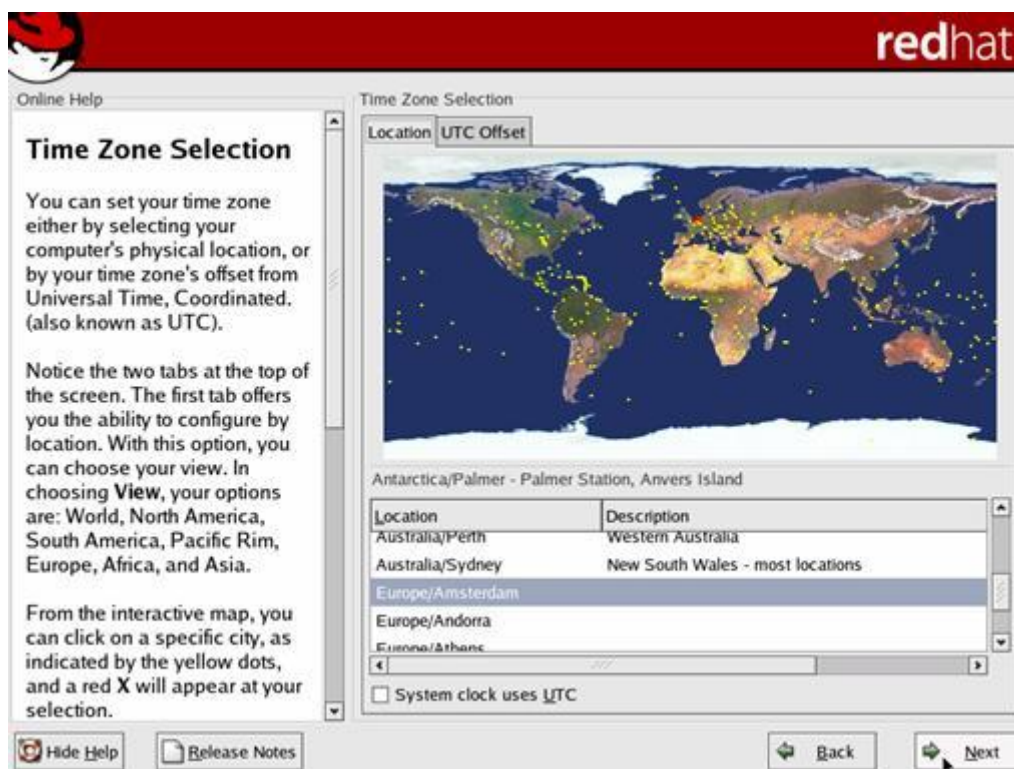 redhat
Online Help
Time Zone Selection
You can set your time zone
either by selecting your
computer's physical location, or
by your time zone's offset from
Universal Time, Coordinated.
(also known as UTC).
Notice the two tabs at the top of
the screen. The first tab offers
you the ability to configure by
location. With this option, you
can choose your view. In
choosing View, your options
are: World, North America,
South America, Pacific Rim,
Europe, Africa, and Asia.
From the interactive map, you
can click on a specific city, as
indicated by the yellow dots,
and a red X will appear at your
selection.
Time Zone Selection
Location UTC Offset
Antarctica/Palmer - Palmer Station, Anvers Island
Location Description
Australia/Perth Western Australia
Australia/Sydney New South Wales - most locations
Europe/Amsterdam
Europe/Andorra
Europe/Athens
System clock uses UTC
Hide Help Release Notes Back Next